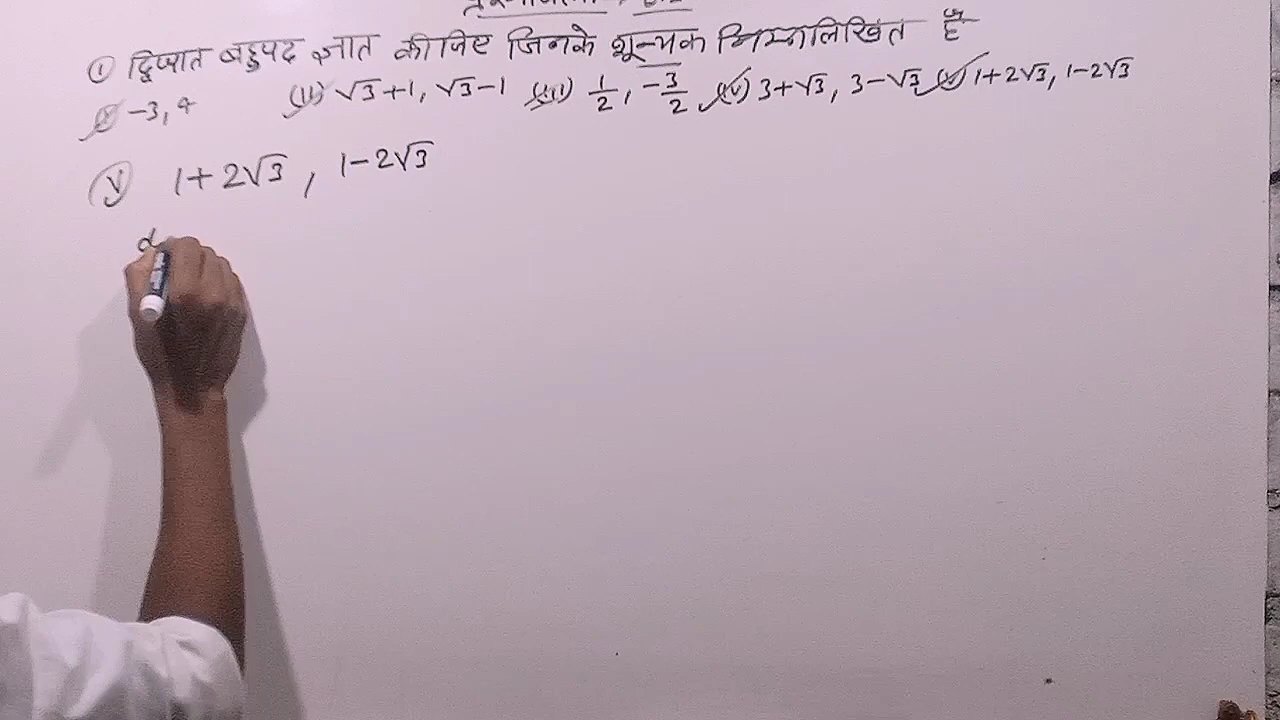 ① द्विघात बहुपद ज्ञात कीजिए जिनके शून्यक निम्नलिखित हैं
-3, 4 (ii) √3+1, √3-1 (iii) 1/2, -3/2 (iv) 3+√3, 3-√3 (v) 1+2√3, 1-2√3
(v) 1+2√3, 1-2√3
α